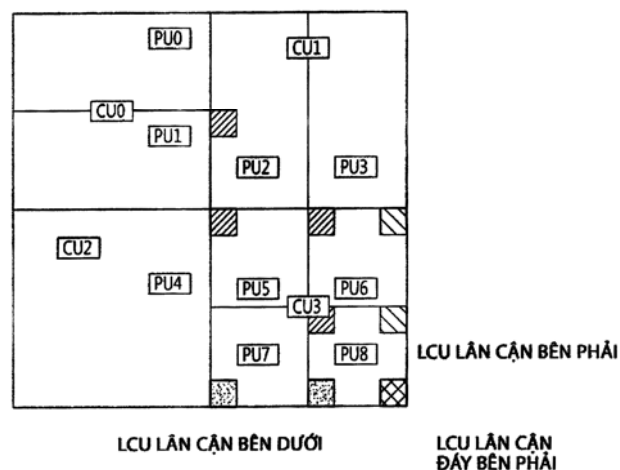 PU0
CU1
CU0
PU1
PU2
PU3
CU2
PU4
PU5
PU6
CU3
PU7
PU8
LCU LÂN CẬN BÊN PHẢI
LCU LÂN CẬN BÊN DƯỚI
LCU LÂN CẬN
ĐÁY BÊN PHẢI